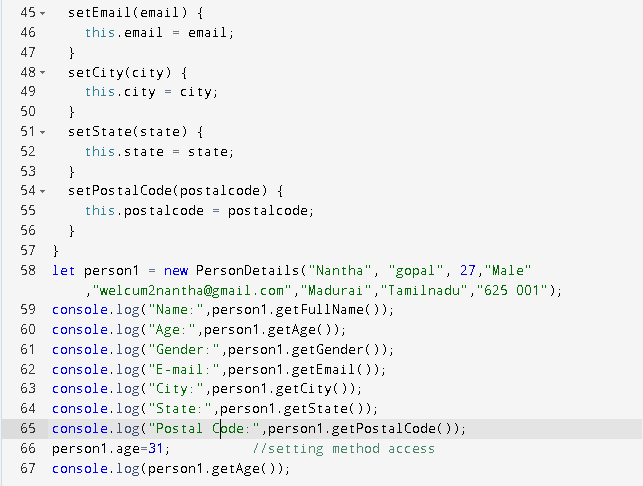 45 setEmail(email) {
46 this.email = email;
47 }
48 setCity(city) {
49 this.city = city;
50 }
51 setState(state) {
52 this.state = state;
53 }
54 setPostalCode(postalcode) {
55 this.postalcode = postalcode;
56 }
57 }
58 let person1 = new PersonDetails("Nantha", "gopal", 27,"Male"
,"welcum2nantha@gmail.com","Madurai","Tamilnadu","625 001");
59 console.log("Name:",person1.getFullName());
60 console.log("Age:",person1.getAge());
61 console.log("Gender:",person1.getGender());
62 console.log("E-mail:",person1.getEmail());
63 console.log("City:",person1.getCity());
64 console.log("State:",person1.getState());
65 console.log("Postal Code:",person1.getPostalCode());
66 person1.age=31; //setting method access
67 console.log(person1.getAge());